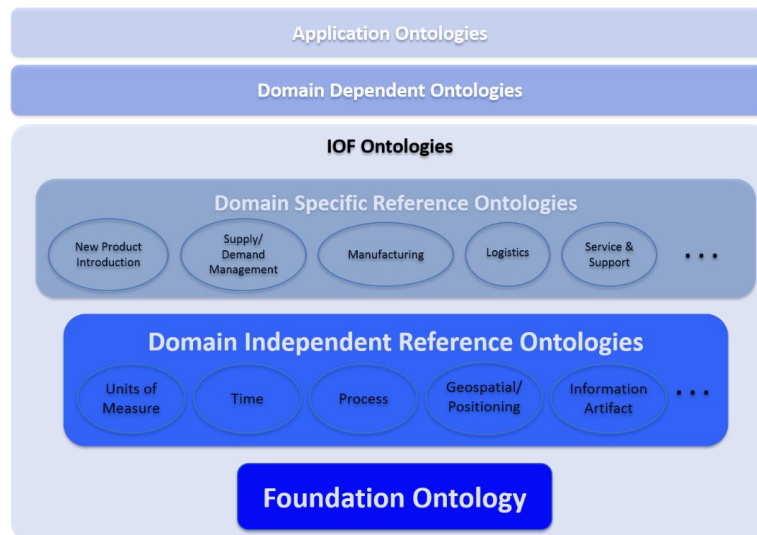 Application Ontologies
Domain Dependent Ontologies
IOF Ontologies
Domain Specific Reference Ontologies
New Product
Introduction
Supply/
Demand
Management
Manufacturing
Logistics
Service &
Support
...
Domain Independent Reference Ontologies
Units of
Measure
Time
Process
Geospatial/
Positioning
Information
Artifact
...
Foundation Ontology